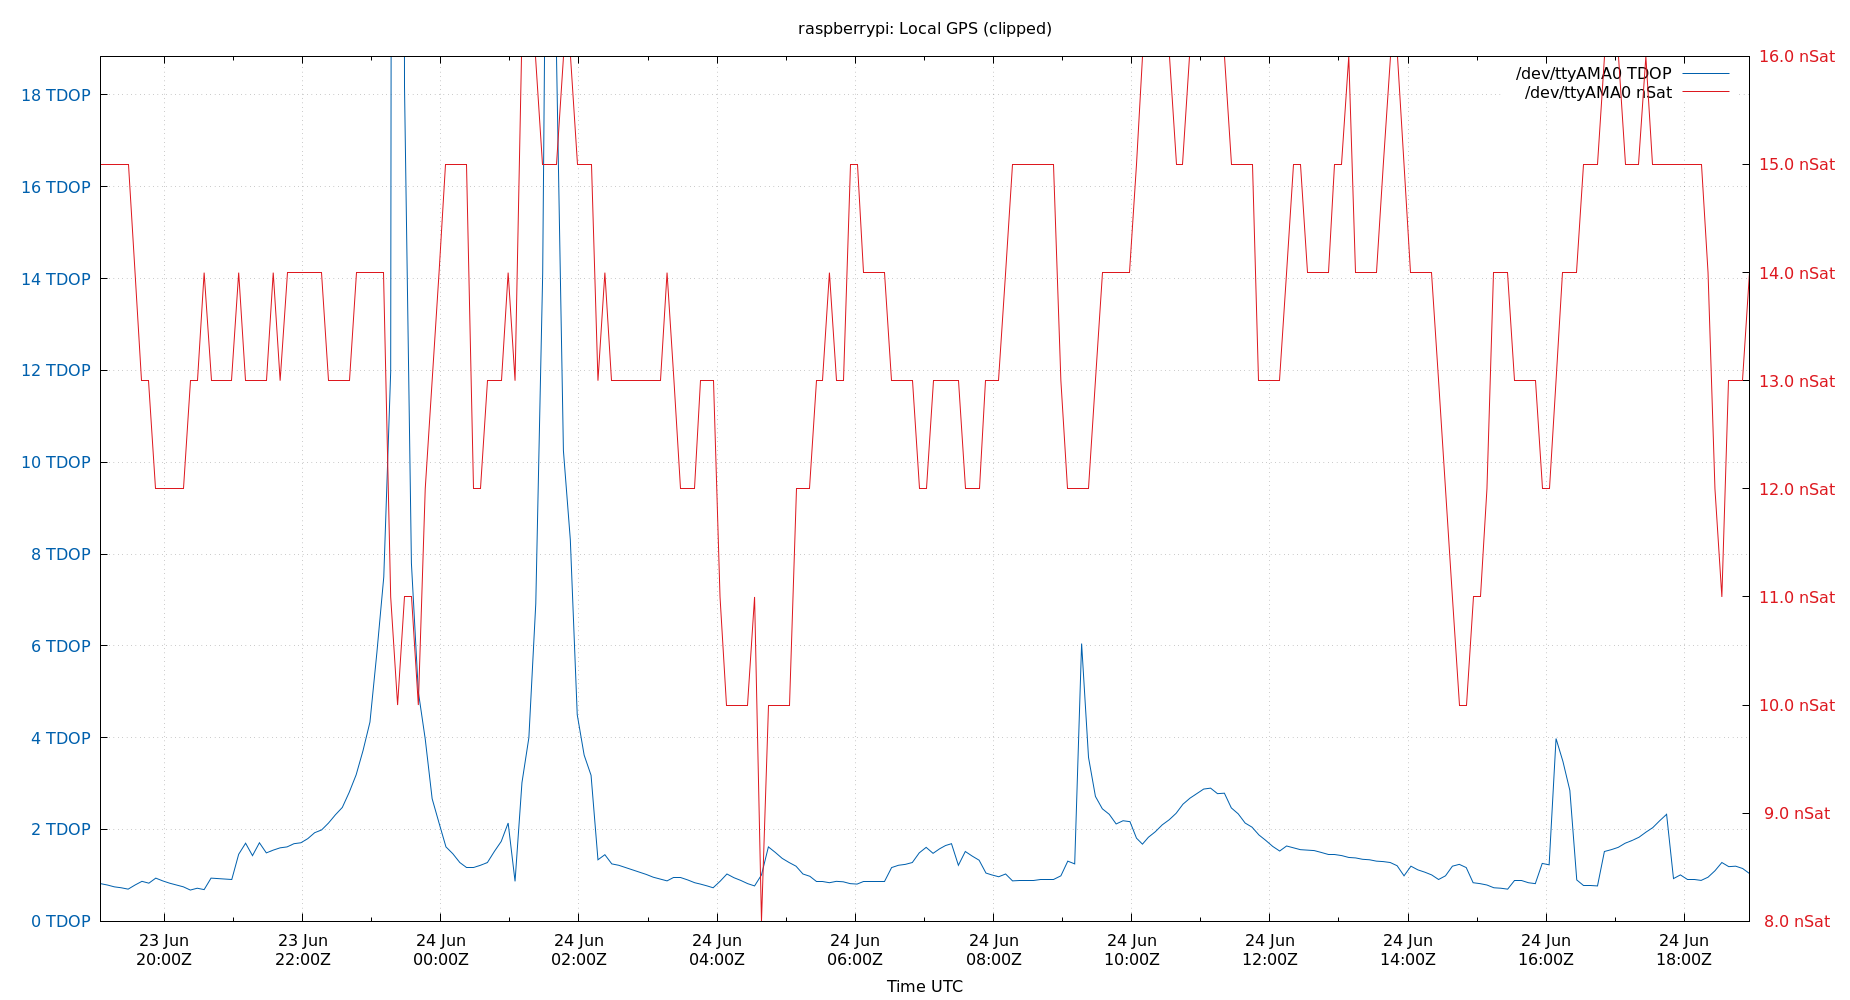 raspberrypi: Local GPS (clipped)
/dev/ttyAMA0 TDOP
/dev/ttyAMA0 nSat
18 TDOP
16 TDOP
14 TDOP
12 TDOP
10 TDOP
8 TDOP
6 TDOP
4 TDOP
2 TDOP
0 TDOP
16.0 nSat
15.0 nSat
14.0 nSat
13.0 nSat
12.0 nSat
11.0 nSat
10.0 nSat
9.0 nSat
8.0 nSat
23 Jun
20:00Z
23 Jun
22:00Z
24 Jun
00:00Z
24 Jun
02:00Z
24 Jun
04:00Z
24 Jun
06:00Z
24 Jun
08:00Z
24 Jun
10:00Z
24 Jun
12:00Z
24 Jun
14:00Z
24 Jun
16:00Z
24 Jun
18:00Z
Time UTC